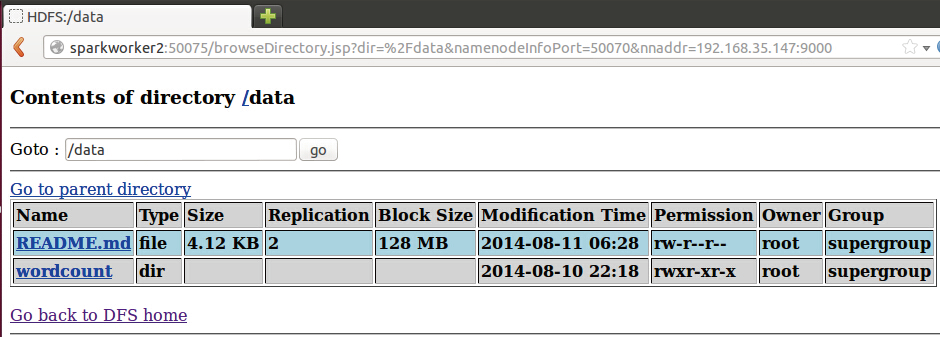 HDFS:/data
sparkworker2:50075/browseDirectory.jsp?dir=%2Fdata&namenodeInfoPort=50070&nnaddr=192.168.35.147:9000
Contents of directory /data
Goto : /data go
Go to parent directory
Name Type Size Replication Block Size Modification Time Permission Owner Group
README.md file 4.12 KB 2 128 MB 2014-08-11 06:28 rw-r--r-- root supergroup
wordcount dir 2014-08-10 22:18 rwxr-xr-x root supergroup
Go back to DFS home